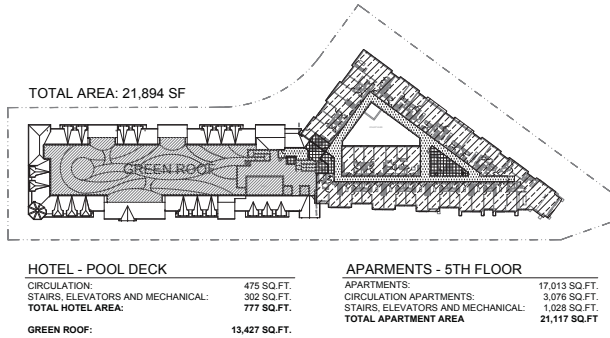 TOTAL AREA: 21,894 SF
GREEN ROOF
HOTEL - POOL DECK
CIRCULATION: 475 SQ.FT.
STAIRS, ELEVATORS AND MECHANICAL: 302 SQ.FT.
TOTAL HOTEL AREA: 777 SQ.FT.
GREEN ROOF: 13,427 SQ.FT.
APARMENTS - 5TH FLOOR
APARTMENTS: 17,013 SQ.FT.
CIRCULATION APARTMENTS: 3,076 SQ.FT.
STAIRS, ELEVATORS AND MECHANICAL: 1,028 SQ.FT.
TOTAL APARTMENT AREA 21,117 SQ.FT